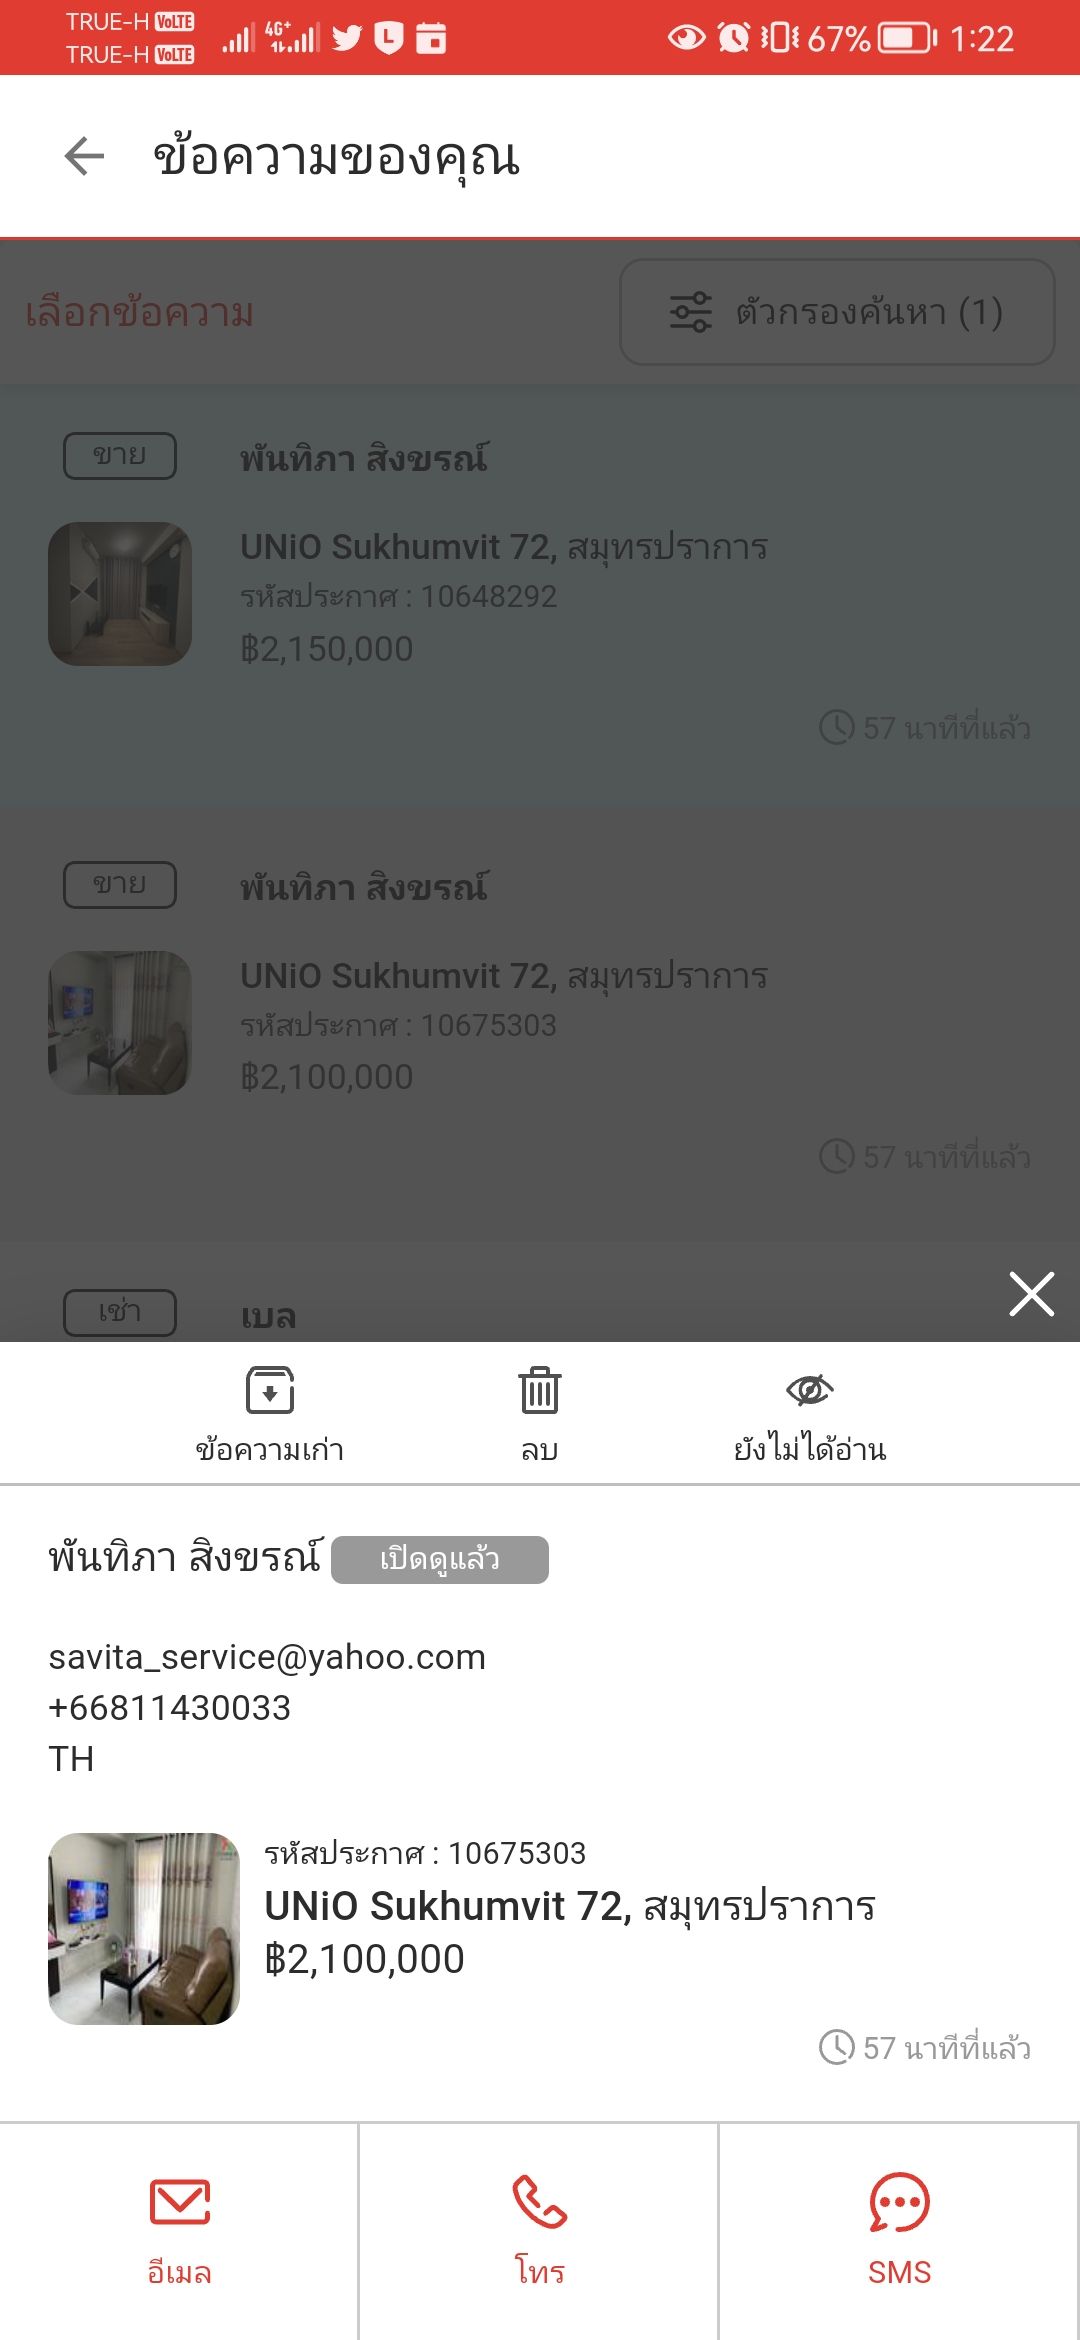 TRUE-H VoLTE
TRUE-H VoLTE
4G+
67% 1:22
ข้อความของคุณ
เลือกข้อความ
ตัวกรองค้นหา (1)
ขาย
พันทิภา สิงขรณ์
UNiO Sukhumvit 72, สมุทรปราการ
รหัสประกาศ : 10648292
฿2,150,000
57 นาทีที่แล้ว
ขาย
พันทิภา สิงขรณ์
UNiO Sukhumvit 72, สมุทรปราการ
รหัสประกาศ : 10675303
฿2,100,000
57 นาทีที่แล้ว
เช่า
เบล
ข้อความเก่า
ลบ
ยังไม่ได้อ่าน
พันทิภา สิงขรณ์ เปิดดูแล้ว
savita_service@yahoo.com
+66811430033
TH
รหัสประกาศ : 10675303
UNiO Sukhumvit 72, สมุทรปราการ
฿2,100,000
57 นาทีที่แล้ว
อีเมล
โทร
SMS